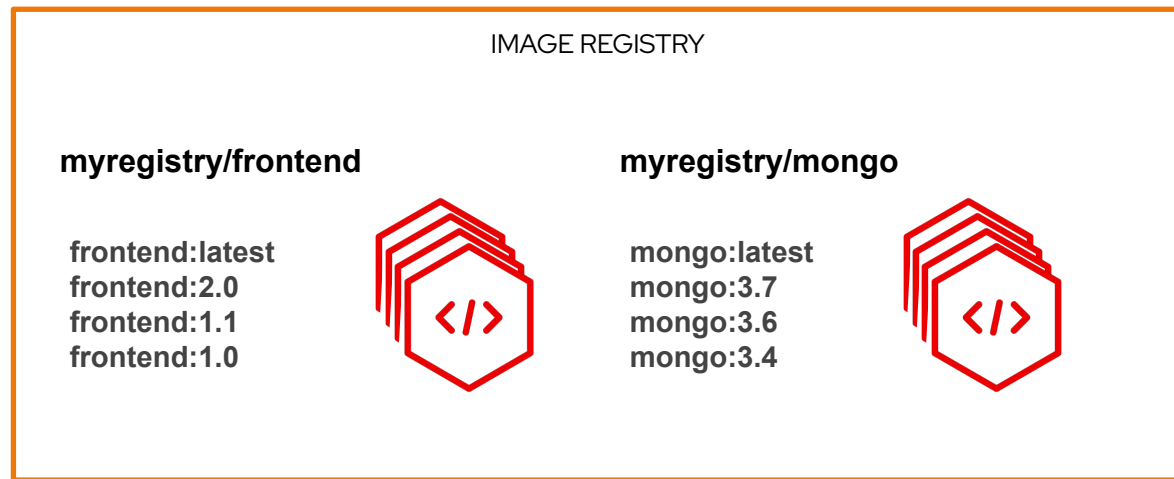 IMAGE REGISTRY
myregistry/frontend
frontend:latest
frontend:2.0
frontend:1.1
frontend:1.0
</>
myregistry/mongo
mongo:latest
mongo:3.7
mongo:3.6
mongo:3.4
</>